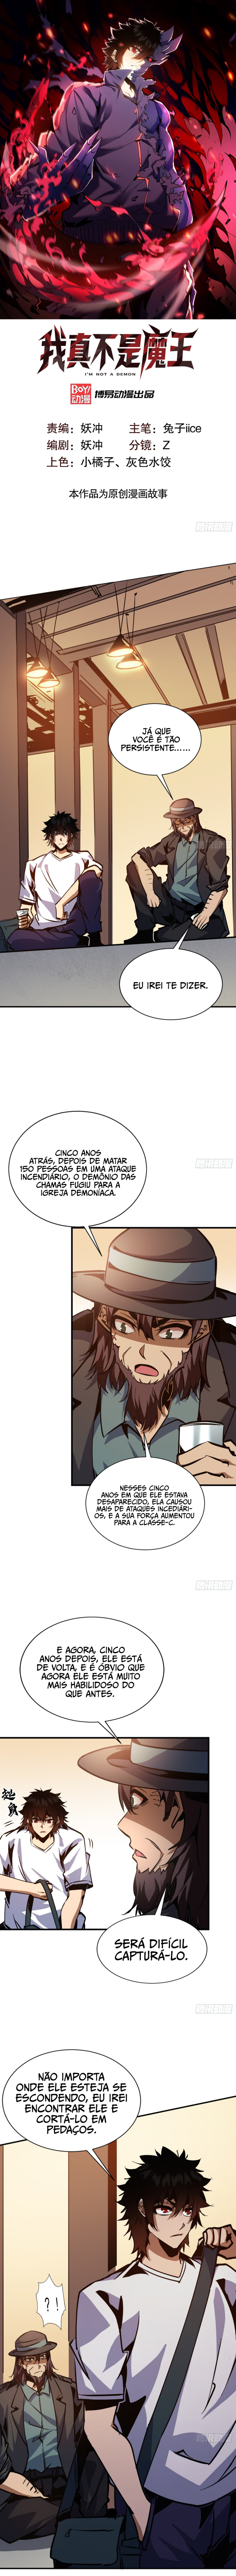 我真不是魔王
I'M NOT A DEMON
BOY!
动漫
博易动漫出品
责编：妖冲 主笔：兔子iice
编剧：妖冲 分镜：Z
上色：小橘子、灰色水饺
本作品为原创漫画故事
JÁ QUE
VOCÊ É TÃO
PERSISTENTE......
EU IREI TE DIZER.
CINCO ANOS
ATRÁS, DEPOIS DE MATAR
150 PESSOAS EM UMA ATAQUE
INCENDIÁRIO, O DEMÔNIO DAS
CHAMAS FUGIU PARA A
IGREJA DEMONÍACA.
NESSES CINCO
ANOS EM QUE ELE ESTAVA
DESAPARECIDO, ELA CAUSOU
MAIS DE ATAQUES INCEDIÁRI-
OS, E A SUA FORÇA AUMENTOU
PARA A CLASSE-C.
E AGORA, CINCO
ANOS DEPOIS, ELE ESTÁ
DE VOLTA, E É ÓBVIO QUE
AGORA ELE ESTÁ MUITO
MAIS HABILIDOSO DO
QUE ANTES.
SERÁ DIFÍCIL
CAPTURÁ-LO.
NÃO IMPORTA
ONDE ELE ESTEJA SE
ESCONDENDO, EU IREI
ENCONTRAR ELE E
CORTÁ-LO EM
PEDAÇOS.
?!